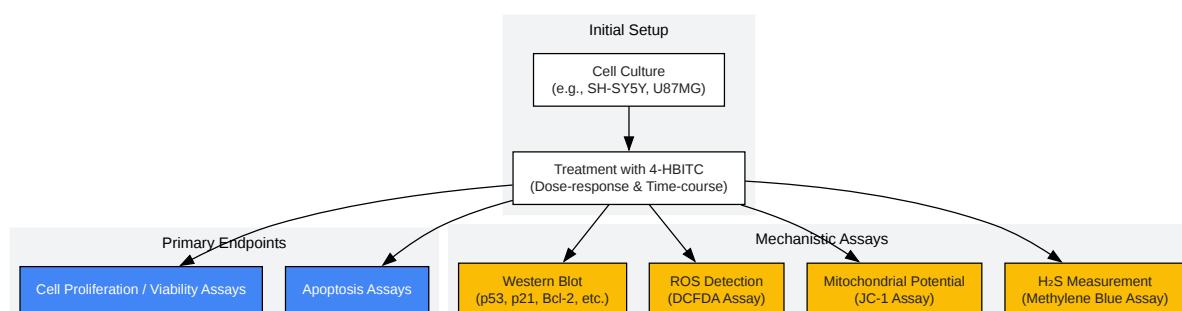 Initial Setup
Cell Culture
(e.g., SH-SY5Y, U87MG)
Treatment with 4-HBITC
(Dose-response & Time-course)
Primary Endpoints
Mechanistic Assays
Cell Proliferation / Viability Assays
Apoptosis Assays
Western Blot
(p53, p21, Bcl-2, etc.)
ROS Detection
(DCFDA Assay)
Mitochondrial Potential
(JC-1 Assay)
H₂S Measurement
(Methylene Blue Assay)